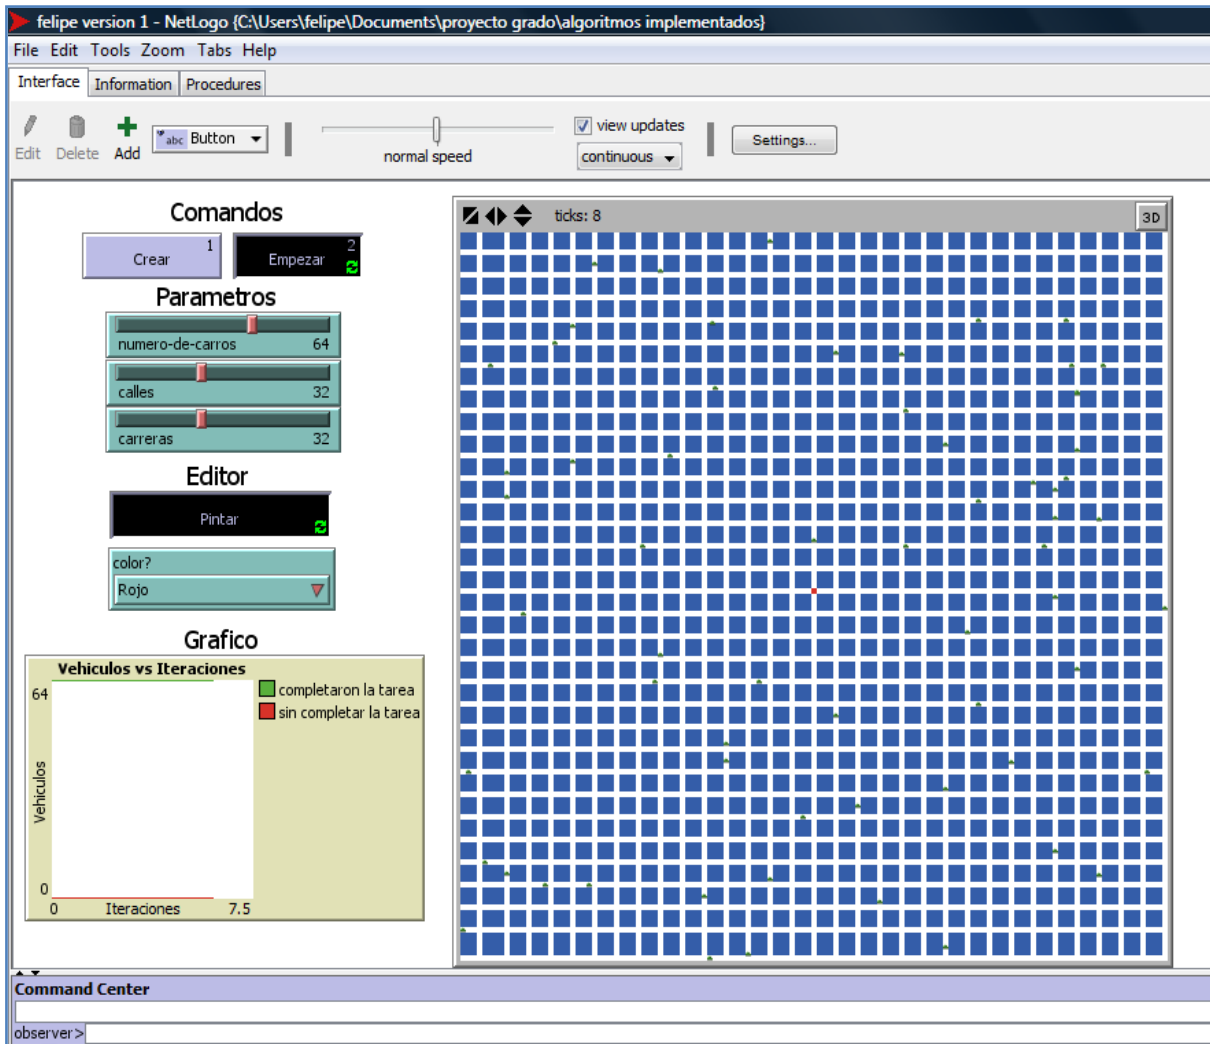 felipe version 1 - NetLogo {C:\Users\felipe\Documents\proyecto grado\algoritmos implementados}
File Edit Tools Zoom Tabs Help
Interface Information Procedures
Edit Delete Add abc Button normal speed view updates continuous Settings...
Comandos
Crear 1 Empezar 2
Parametros
numero-de-carros 64
calles 32
carreras 32
Editor
Pintar
color?
Rojo
Grafico
Vehiculos vs Iteraciones
64
Vehiculos
0
0 Iteraciones 7.5
completaron la tarea
sin completar la tarea
ticks: 8 3D
Command Center
observer>